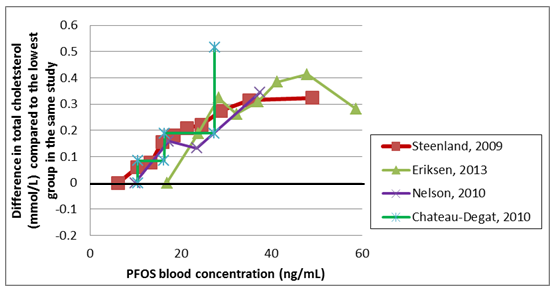 Difference in total choletsterol
(mmol/L) compared to the lowest
group in the same study
0.6
0.5
0.4
0.3
0.2
0.1
0
-0.1
-0.2
0
20
40
60
PFOS blood concentration (ng/mL)
Steenland, 2009
Eriksen, 2013
Nelson, 2010
Chateau-Degat, 2010